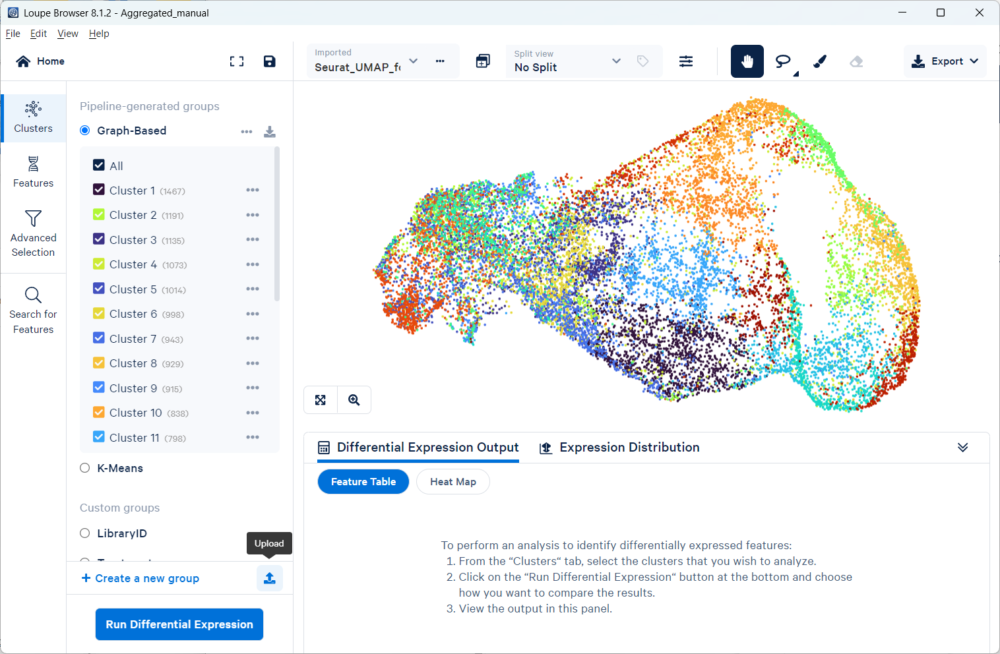 Loupe Browser 8.1.2 - Aggregated_manual
File Edit View Help
Home
Imported
Seurat_UMAP_fo
Split view
No Split
Export
Clusters
Features
Advanced
Selection
Search for
Features
Pipeline-generated groups
Graph-Based
All
Cluster 1 (1467)
Cluster 2 (1191)
Cluster 3 (1135)
Cluster 4 (1073)
Cluster 5 (1014)
Cluster 6 (998)
Cluster 7 (943)
Cluster 8 (929)
Cluster 9 (915)
Cluster 10 (838)
Cluster 11 (798)
K-Means
Custom groups
LibraryID
Upload
+ Create a new group
Run Differential Expression
Differential Expression Output
Expression Distribution
Feature Table
Heat Map
To perform an analysis to identify differentially expressed features:
1. From the “Clusters“ tab, select the clusters that you wish to analyze.
2. Click on the “Run Differential Expression“ button at the bottom and choose
how you want to compare the results.
3. View the output in this panel.